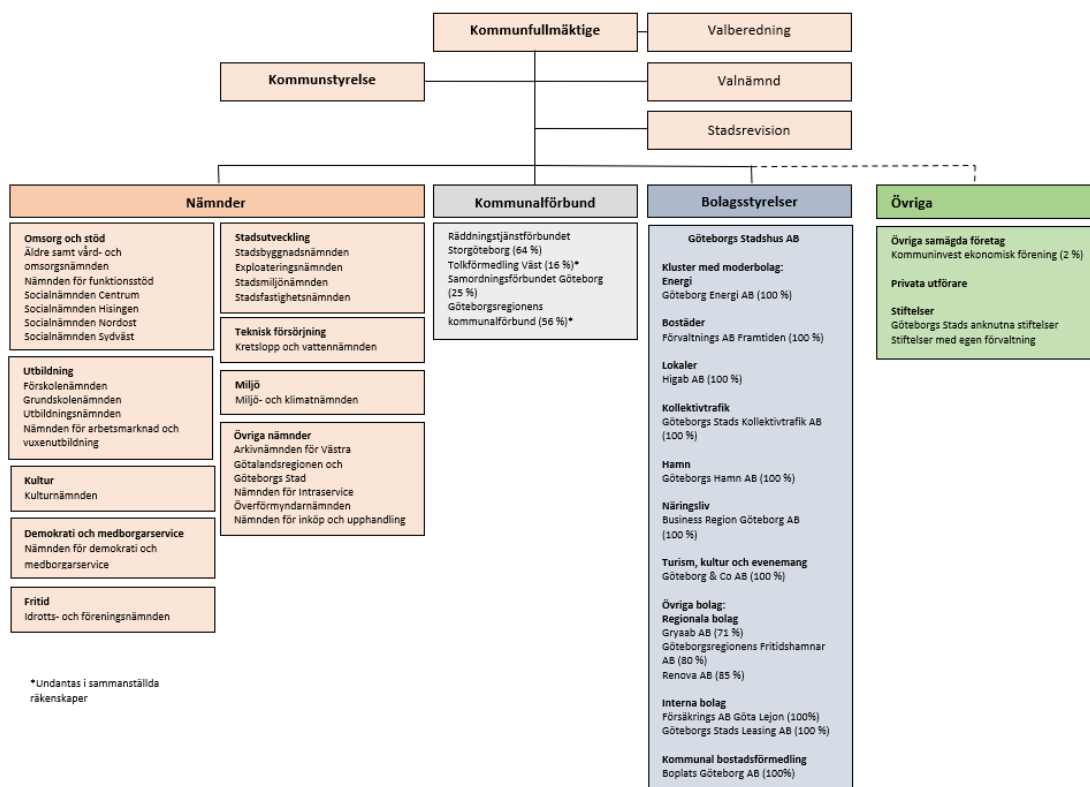 Kommunfullmäktige
Valberedning
Kommunstyrelse
Valnämnd
Stadsrevision
Nämnder
Omsorg och stöd
Äldre samt vård- och
omsorgsnämnden
Nämnden för funktionsstöd
Socialnämnden Centrum
Socialnämnden Hisingen
Socialnämnden Nordost
Socialnämnden Sydväst
Utbildning
Förskolenämnden
Grundskolenämnden
Utbildningsnämnden
Nämnden för arbetsmarknad och
vuxenutbildning
Kultur
Kulturnämnden
Demokrati och medborgarservice
Nämnden för demokrati och
medborgarservice
Fritid
Idrotts- och föreningsnämnden
Stadsutveckling
Stadsbyggnadsnämnden
Exploateringsnämnden
Stadsmiljönämnden
Stadsfastighetsnämnden
Teknisk försörjning
Kretslopp och vattennämnden
Miljö
Miljö- och klimatnämnden
Övriga nämnder
Arkivnämnden för Västra
Götalandsregionen och
Göteborgs Stad
Nämnden för Intraservice
Överförmyndarnämnden
Nämnden för inköp och upphandling
Kommunalförbund
Räddningstjänstförbundet
Storgöteborg (64 %)
Tolkförmedling Väst (16 %)*
Samordningsförbundet Göteborg
(25 %)
Göteborgsregionens
kommunalförbund (56 %)*
Bolagsstyrelser
Göteborgs Stadshus AB
Kluster med moderbolag:
Energi
Göteborg Energi AB (100 %)
Bostäder
Förvaltnings AB Framtiden (100 %)
Lokaler
Higab AB (100 %)
Kollektivtrafik
Göteborgs Stads Kollektivtrafik AB
(100 %)
Hamn
Göteborgs Hamn AB (100 %)
Näringsliv
Business Region Göteborg AB
(100 %)
Turism, kultur och evenemang
Göteborg & Co AB (100 %)
Övriga bolag:
Regionala bolag
Gryaab AB (71 %)
Göteborgsregionens Fritidshamnar
AB (80 %)
Renova AB (85 %)
Interna bolag
Försäkrings AB Göta Lejon (100%)
Göteborgs Stads Leasing AB (100 %)
Kommunal bostadsförmedling
Boplats Göteborg AB (100%)
Övriga
Övriga samägda företag
Kommuninvest ekonomisk förening (2 %)
Privata utförare
Stiftelser
Göteborgs Stads anknutna stiftelser
Stiftelser med egen förvaltning
*Undantas i sammanställda
räkenskaper